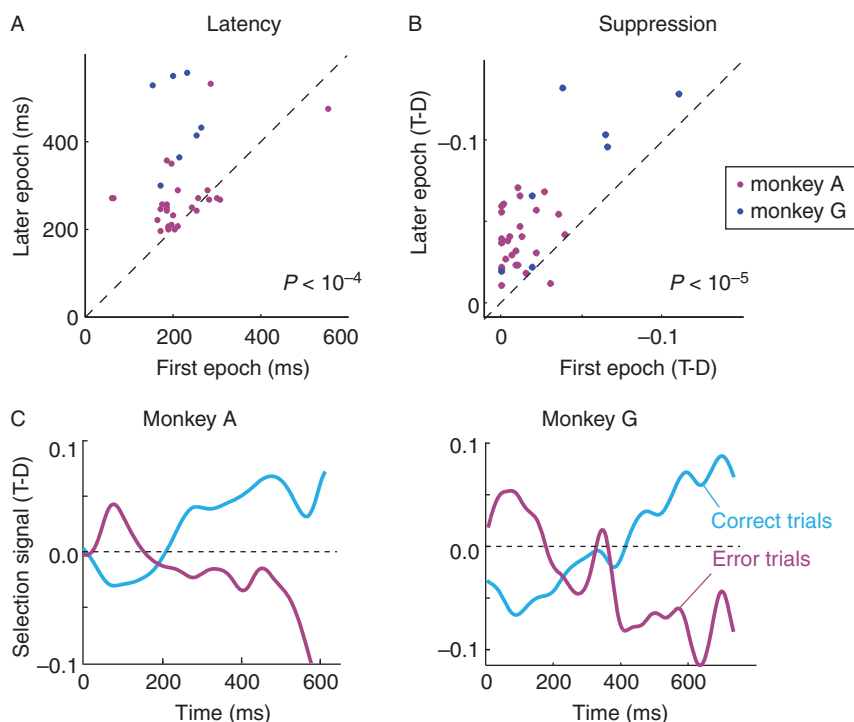 A
Latency
Later epoch (ms)
400
200
0
0
200
400
600
First epoch (ms)
P < 10⁻⁴
B
Suppression
Later epoch (T-D)
−0.1
0
0
−0.1
First epoch (T-D)
P < 10⁻⁵
monkey A
monkey G
C
Monkey A
Selection signal (T-D)
0.1
0.0
−0.1
0
200
400
600
Time (ms)
Monkey G
0.1
0.0
−0.1
0
200
400
600
Time (ms)
Correct trials
Error trials